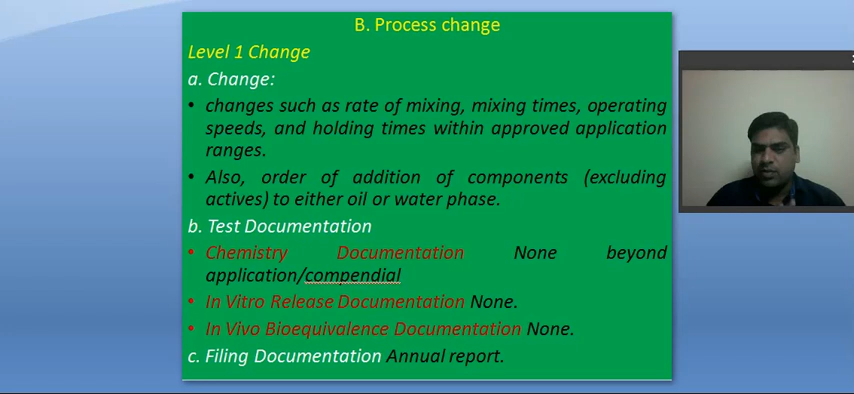 B. Process change
Level 1 Change
a. Change:
• changes such as rate of mixing, mixing times, operating
speeds, and holding times within approved application
ranges.
• Also, order of addition of components (excluding
actives) to either oil or water phase.
b. Test Documentation
• Chemistry Documentation None beyond
application/compendial
• In Vitro Release Documentation None.
• In Vivo Bioequivalence Documentation None.
c. Filing Documentation Annual report.